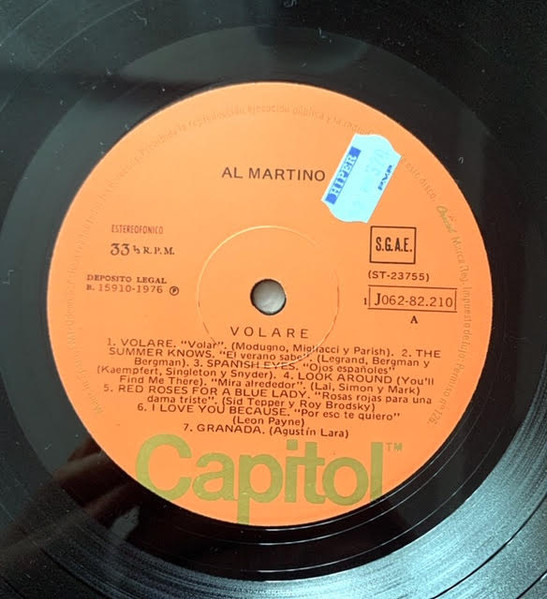 AL MARTINO
HIPER
ESTEREOFONICO
33⅓ R.P.M.
S.G.A.E.
(ST-23755)
DEPOSITO LEGAL
B. 15910-1976 Ⓟ
1 J062-82.210
A
VOLARE
1. VOLARE. "Volar". (Modugno, Migliacci y Parish). 2. THE
SUMMER KNOWS. "El verano sabe". (Legrand, Bergman y
Bergman). 3. SPANISH EYES. "Ojos españoles"
(Kaempfert, Singleton y Snyder). 4. LOOK AROUND (You'll
Find Me There). "Mira alrededor". (Lai, Simon y Mark)
5. RED ROSES FOR A BLUE LADY. "Rosas rojas para una
dama triste". (Sid Tepper y Roy Brodsky)
6. I LOVE YOU BECAUSE. "Por eso te quiero"
(Leon Payne)
7. GRANADA. (Agustín Lara)
Capitol™